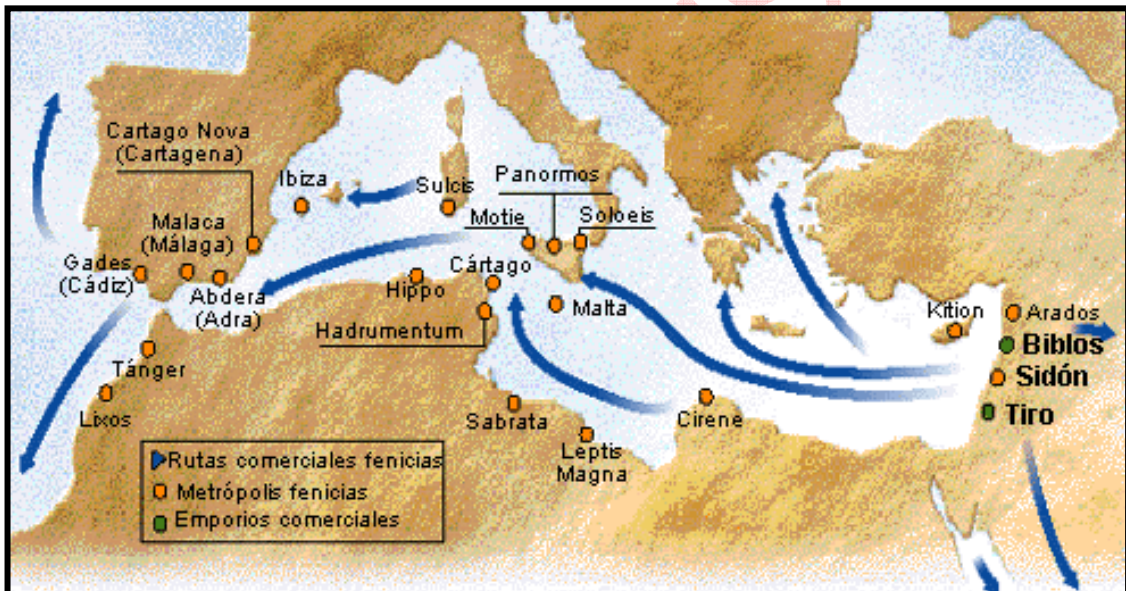 Cartago Nova
(Cartagena)
Ibiza
Sulcis
Panormos
Malaca
(Málaga)
Motie
Soloeis
Gades
(Cádiz)
Abdera
(Adra)
Hippo
Cártago
Malta
Hadrumentum
Kition
Arados
Biblos
Sidón
Tiro
Tánger
Lixos
Sabrata
Leptis
Magna
Cirene
Rutas comerciales fenicias
Metrópolis fenicias
Emporios comerciales